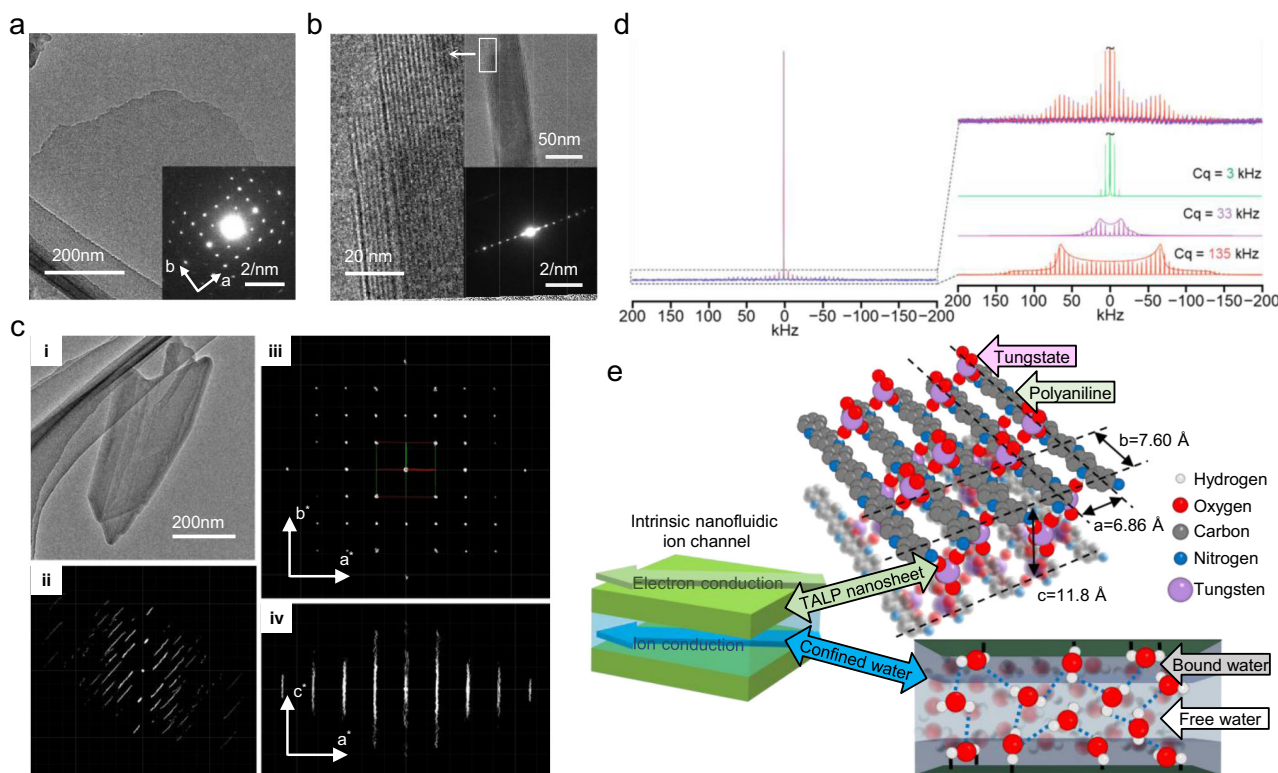 a
200nm
b
a*
2/nm
b
50nm
20 nm
2/nm
c
i
200nm
ii
iii
b*
a*
iv
c*
a*
d
200 150 100 50 0 −50 −100 −150 −200
kHz
~
~
Cq = 3 kHz
Cq = 33 kHz
Cq = 135 kHz
200 150 100 50 0 −50 −100 −150 −200
kHz
e
Tungstate
Polyaniline
b=7.60 Å
a=6.86 Å
c=11.8 Å
Hydrogen
Oxygen
Carbon
Nitrogen
Tungsten
Intrinsic nanofluidic
ion channel
Electron conduction
TALP nanosheet
Ion conduction
Confined water
Bound water
Free water